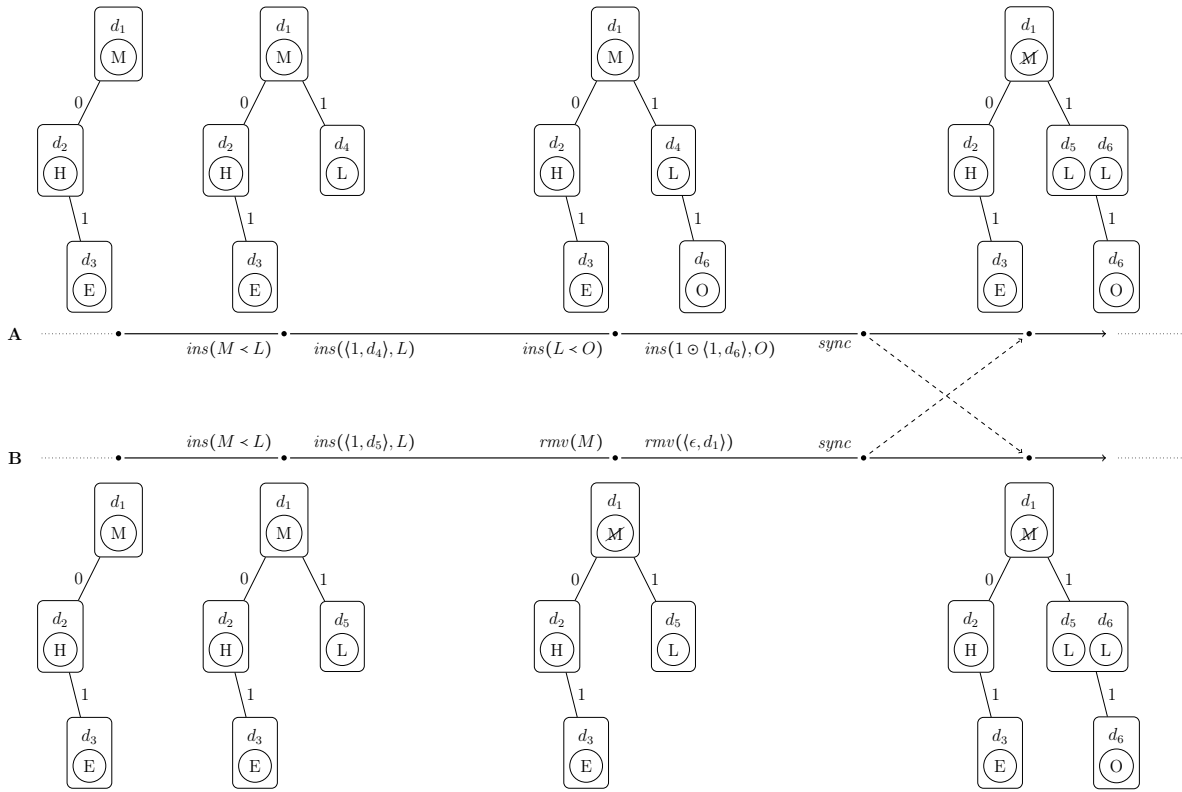 d₁ d₁ d₁ d₁
M M M M
0 0 1 0 1 0 1
d₂ d₂ d₄ d₂ d₄ d₂ d₅ d₆
H H L H L H L L
1 1 1 1 1 1
d₃ d₃ d₃ d₆ d₃ d₆
E E E O E O
A
ins(M ≺ L) ins(⟨1, d₄⟩, L) ins(L ≺ O) ins(1 ⊙ ⟨1, d₆⟩, O) sync
ins(M ≺ L) ins(⟨1, d₅⟩, L) rmv(M) rmv(⟨ϵ, d₁⟩) sync
B
d₁ d₁ d₁ d₁
M M M M
0 0 1 0 1 0 1
d₂ d₂ d₅ d₂ d₅ d₂ d₅ d₆
H H L H L H L L
1 1 1 1 1
d₃ d₃ d₃ d₃ d₆
E E E E O